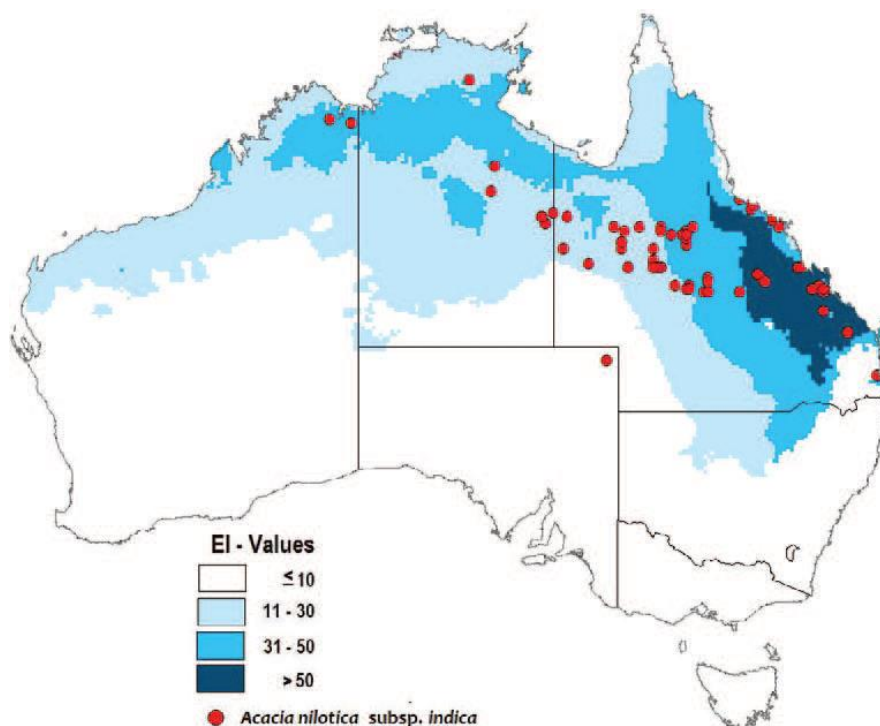 EI - Values
≤ 10
11 - 30
31 - 50
> 50
Acacia nilotica subsp. indica